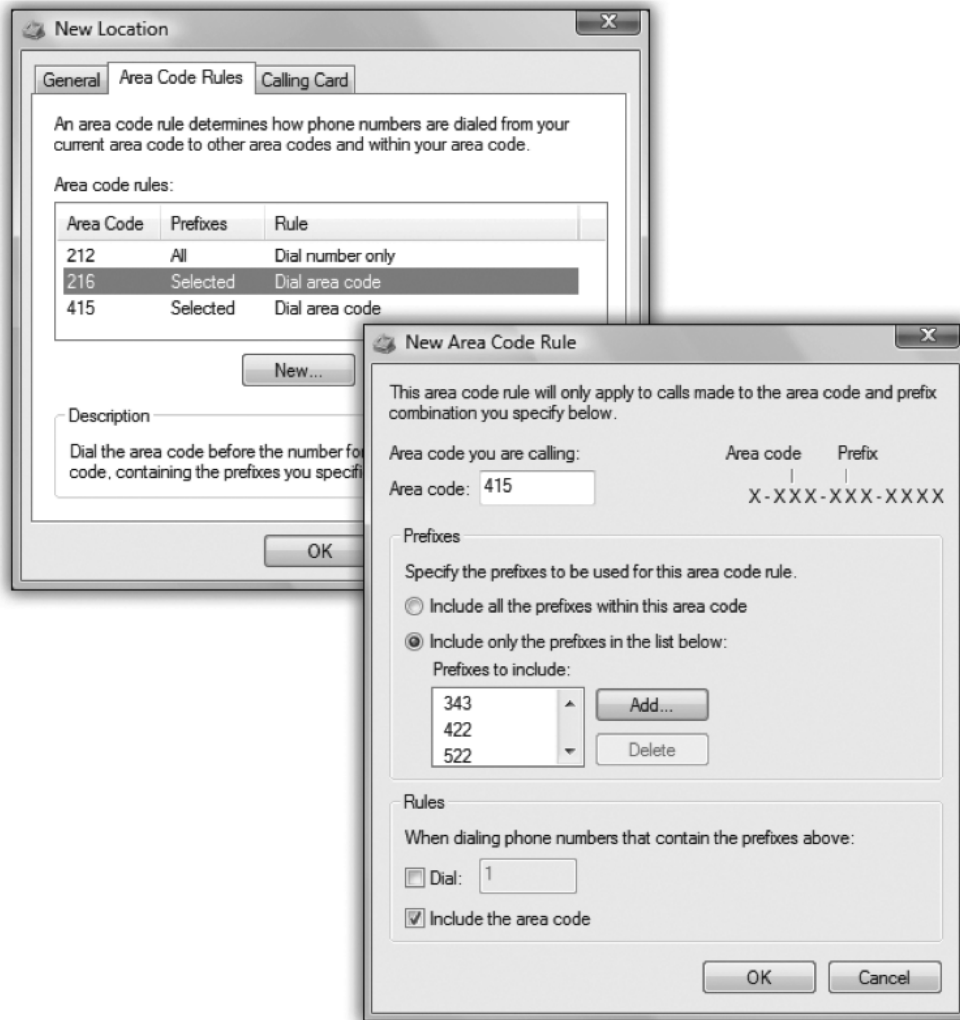 New Location
General Area Code Rules Calling Card
An area code rule determines how phone numbers are dialed from your
current area code to other area codes and within your area code.
Area code rules:
Area Code Prefixes Rule
212 All Dial number only
216 Selected Dial area code
415 Selected Dial area code
New...
Description
Dial the area code before the number for
code, containing the prefixes you specifi
OK
New Area Code Rule
This area code rule will only apply to calls made to the area code and prefix
combination you specify below.
Area code you are calling:
Area code: 415
Area code Prefix
X-XXX-XXX-XXXX
Prefixes
Specify the prefixes to be used for this area code rule.
Include all the prefixes within this area code
Include only the prefixes in the list below:
Prefixes to include:
343
422
522
Add...
Delete
Rules
When dialing phone numbers that contain the prefixes above:
Dial: 1
Include the area code
OK Cancel